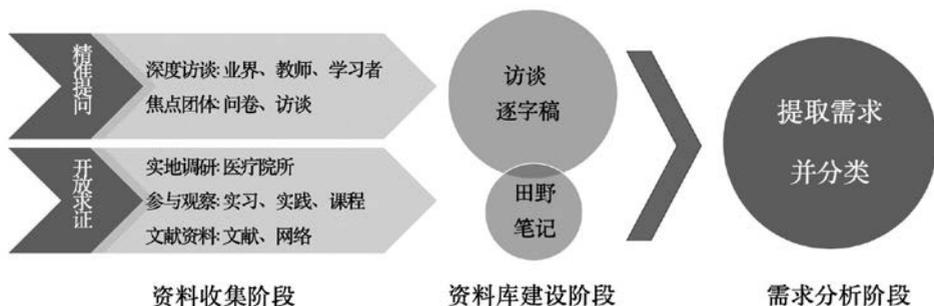 精准提问
深度访谈:业界、教师、学习者
焦点团体:问卷、访谈
开放求证
实地调研:医疗院所
参与观察:实习、实践、课程
文献资料:文献、网络
访谈
逐字稿
田野
笔记
提取需求
并分类
资料收集阶段
资料库建设阶段
需求分析阶段